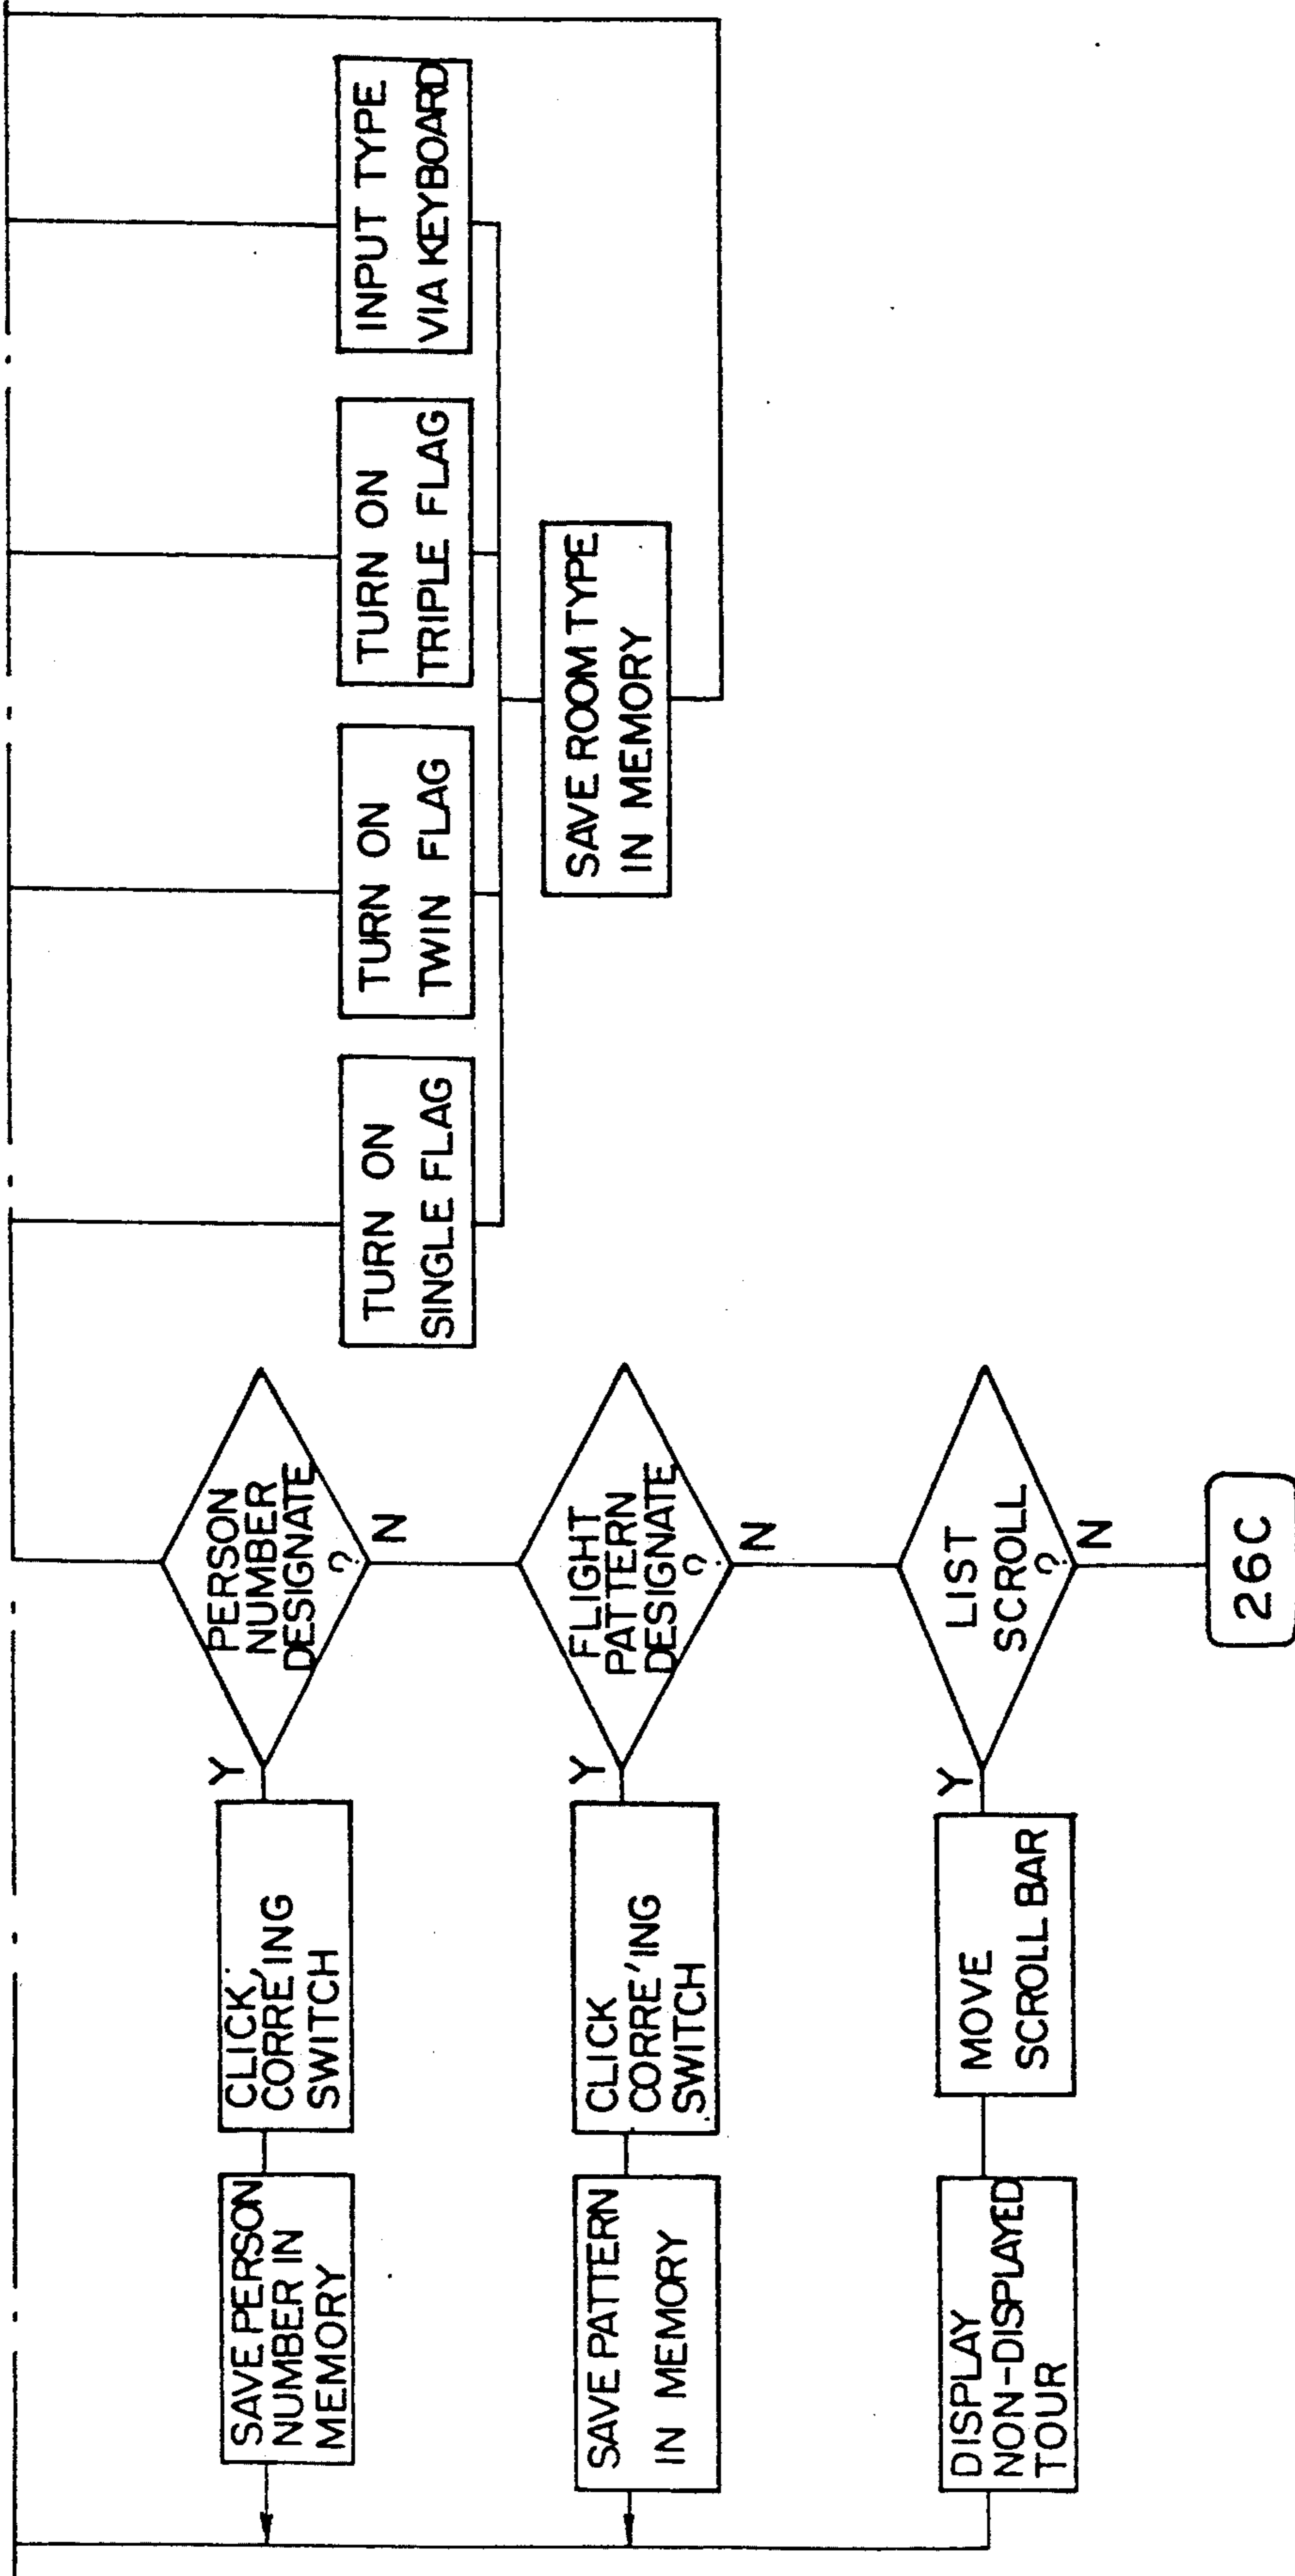 SAVE PERSON
NUMBER IN
MEMORY
CLICK
CORRE'ING
SWITCH
Y
PERSON
NUMBER
DESIGNATE
?
N
SAVE PATTERN
IN MEMORY
CLICK
CORRE'ING
SWITCH
Y
FLIGHT
PATTERN
DESIGNATE
?
N
DISPLAY
NON-DISPLAYED
TOUR
MOVE
SCROLL BAR
Y
LIST
SCROLL
?
N
26C
TURN ON
SINGLE FLAG
TURN ON
TWIN FLAG
TURN ON
TRIPLE FLAG
INPUT TYPE
VIA KEYBOARD
SAVE ROOM TYPE
IN MEMORY